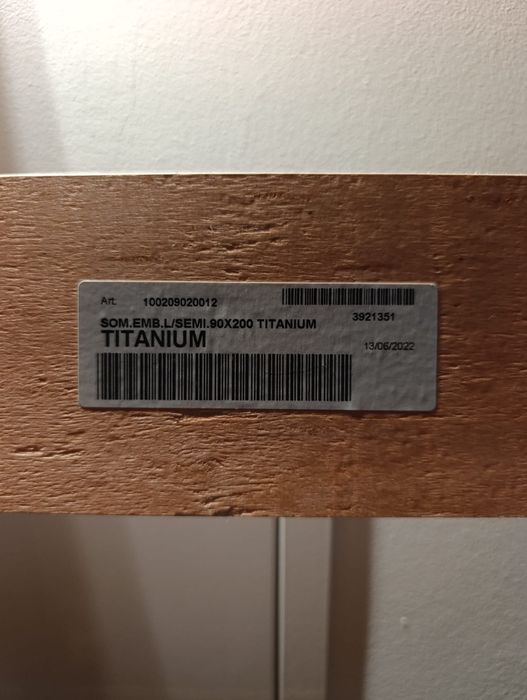 Art. 100209020012
3921351
SOM.EMB.L/SEMI.90X200 TITANIUM
TITANIUM
13/06/2022